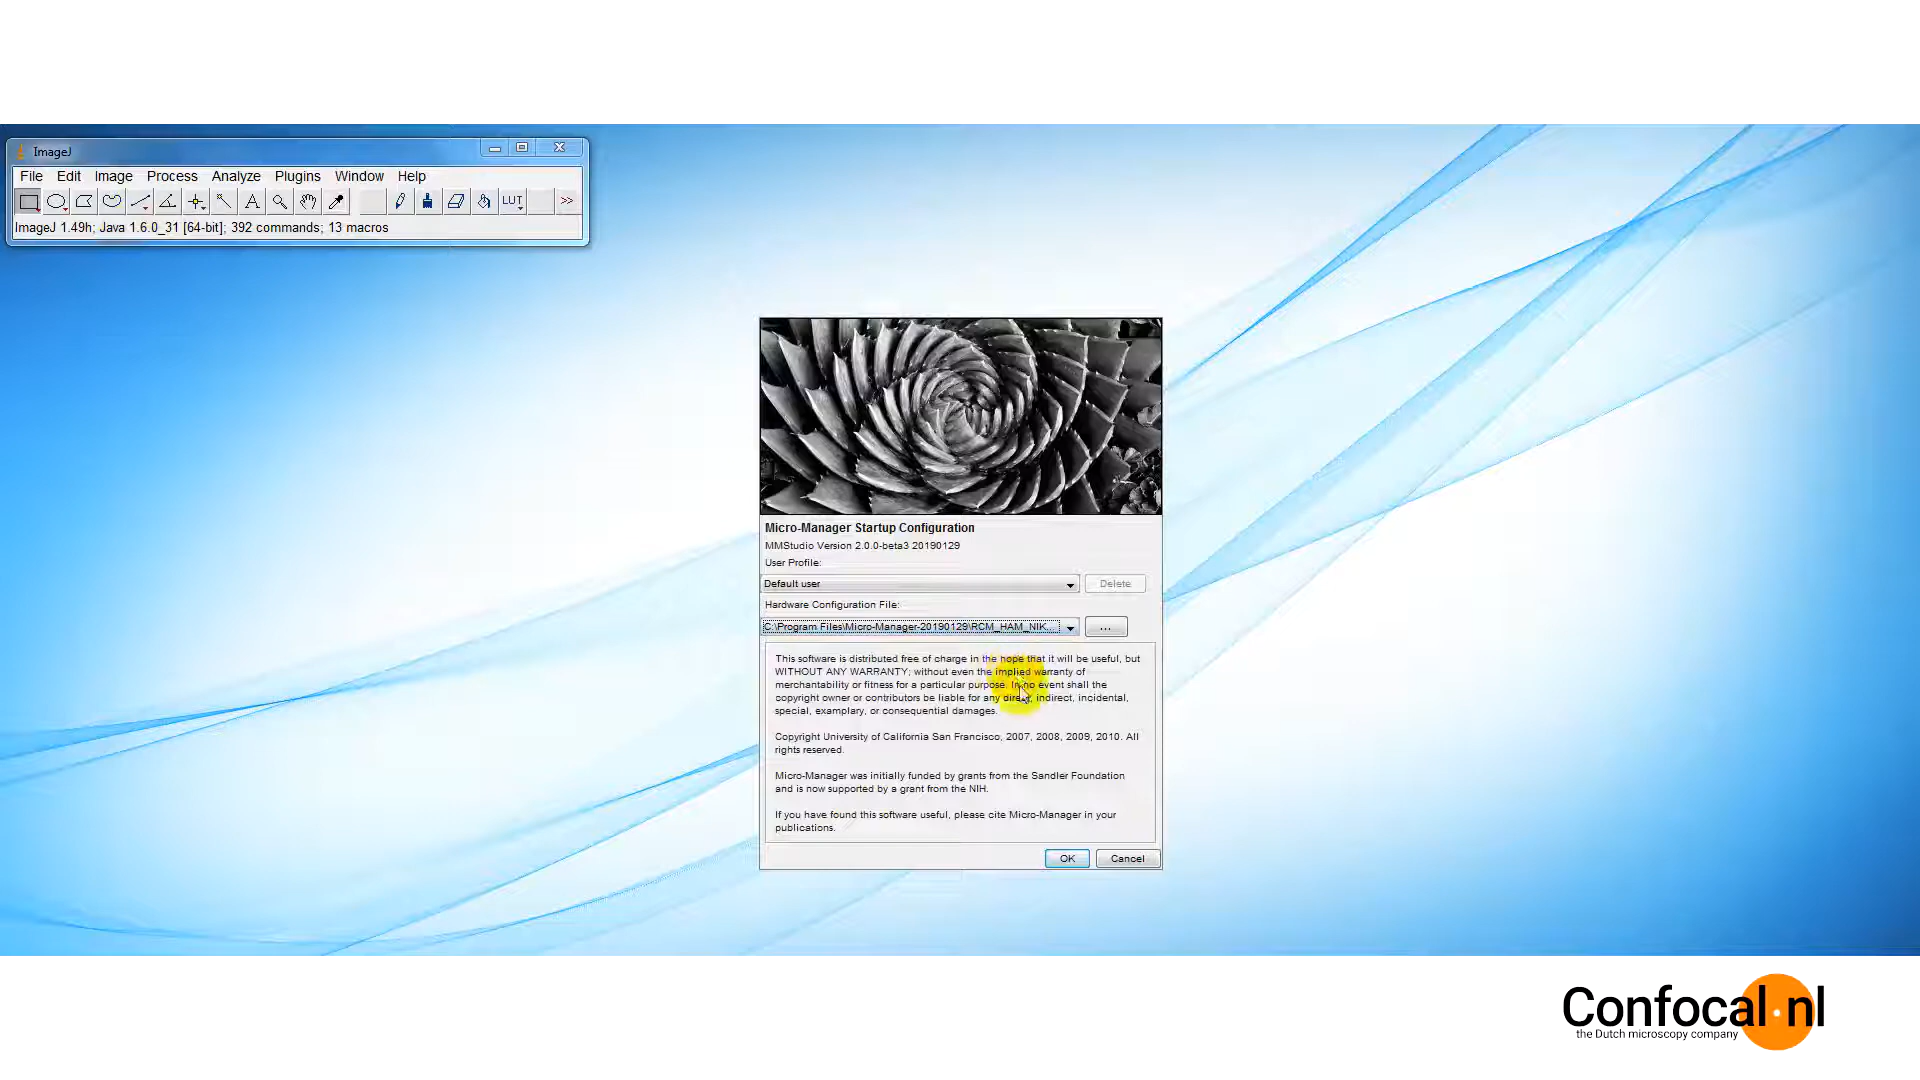 ImageJ
File Edit Image Process Analyze Plugins Window Help
A LUT >>
ImageJ 1.49h; Java 1.6.0_31 [64-bit]; 392 commands; 13 macros
Micro-Manager Startup Configuration
MMStudio Version 2.0.0-beta3 20190129
User Profile:
Default user Delete
Hardware Configuration File:
C:\Program Files\Micro-Manager-20190129\RCM_HAM_NIK... ...
This software is distributed free of charge in the hope that it will be useful, but
WITHOUT ANY WARRANTY; without even the implied warranty of
merchantability or fitness for a particular purpose. In no event shall the
copyright owner or contributors be liable for any direct, indirect, incidental,
special, examplary, or consequential damages.
Copyright University of California San Francisco, 2007, 2008, 2009, 2010. All
rights reserved.
Micro-Manager was initially funded by grants from the Sandler Foundation
and is now supported by a grant from the NIH.
If you have found this software useful, please cite Micro-Manager in your
publications.
OK Cancel
Confocal.nl
the Dutch microscopy company